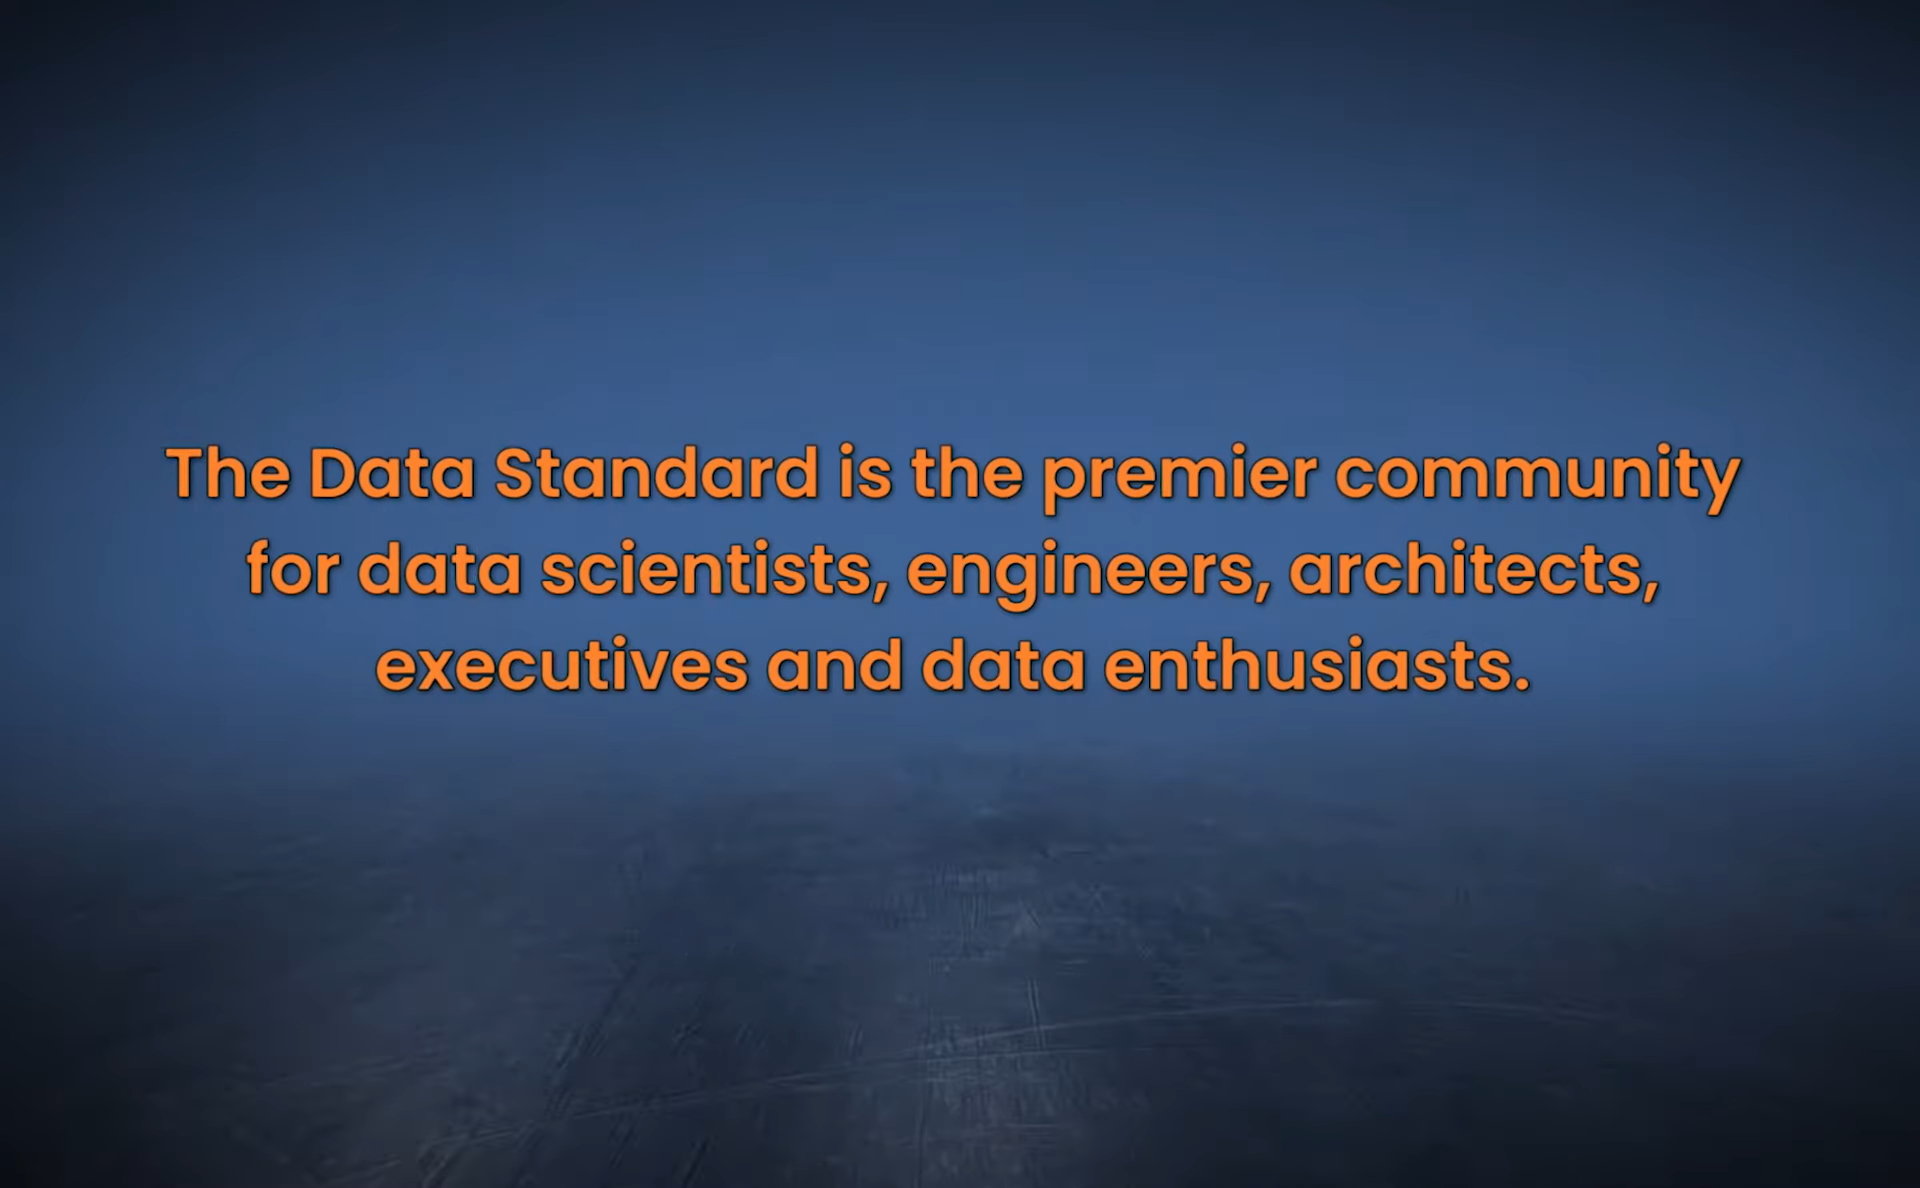 The Data Standard is the premier community
for data scientists, engineers, architects,
executives and data enthusiasts.